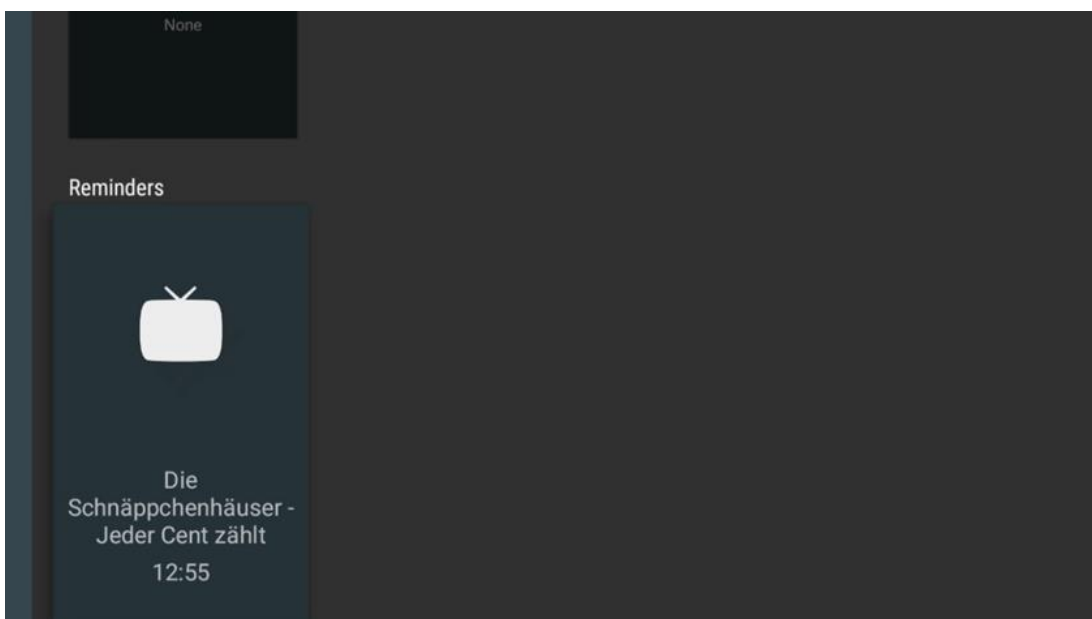 None
Reminders
Die
Schnäppchenhäuser -
Jeder Cent zählt
12:55